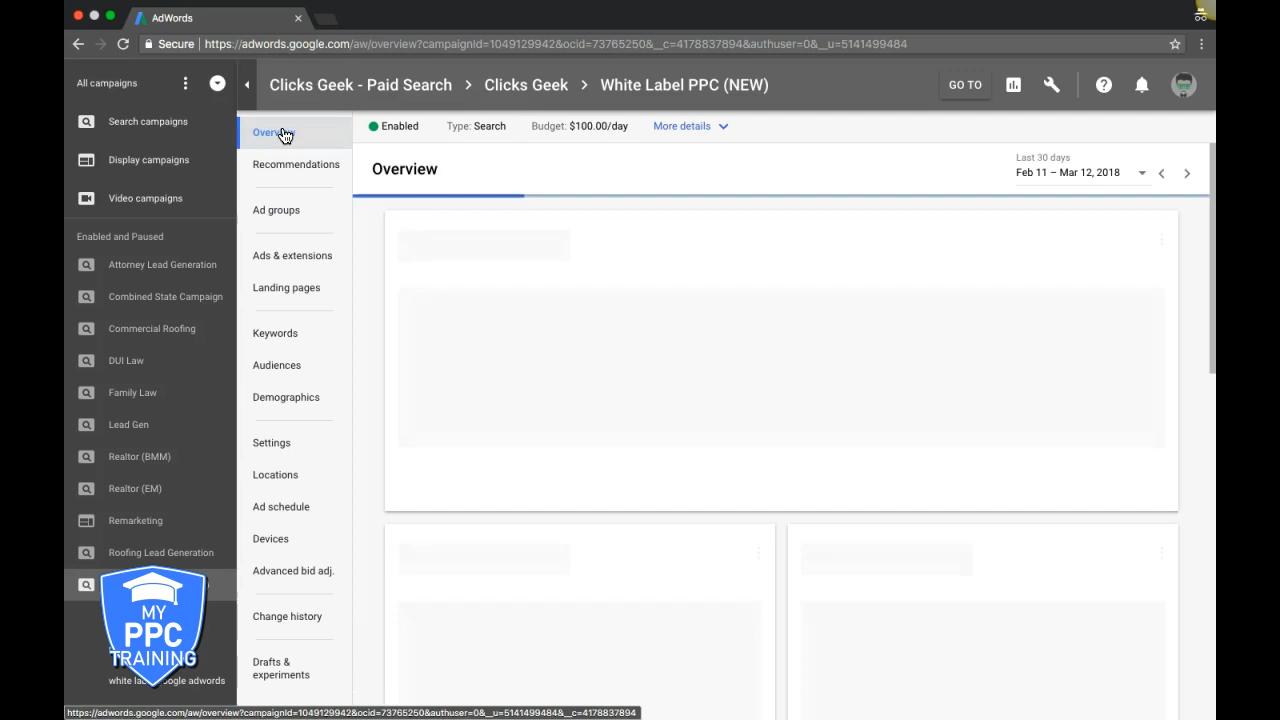 AdWords
Secure
https://adwords.google.com/aw/overview?campaignId=1049129942&ocid=73765250&__c=4178837894&authuser=0&__u=5141499484
All campaigns
Clicks Geek - Paid Search > Clicks Geek > White Label PPC (NEW)
GO TO
Search campaigns
Display campaigns
Video campaigns
Enabled and Paused
Attorney Lead Generation
Combined State Campaign
Commercial Roofing
DUI Law
Family Law
Lead Gen
Realtor (BMM)
Realtor (EM)
Remarketing
Roofing Lead Generation
MY
PPC
TRAINING
Overview
Recommendations
Ad groups
Ads & extensions
Landing pages
Keywords
Audiences
Demographics
Settings
Locations
Ad schedule
Devices
Advanced bid adj.
Change history
Drafts &
experiments
Enabled
Type: Search
Budget: $100.00/day
More details
Overview
Last 30 days
Feb 11 – Mar 12, 2018
https://adwords.google.com/aw/overview?campaignId=1049129942&ocid=73765250&authuser=0&__u=5141499484&__c=4178837894